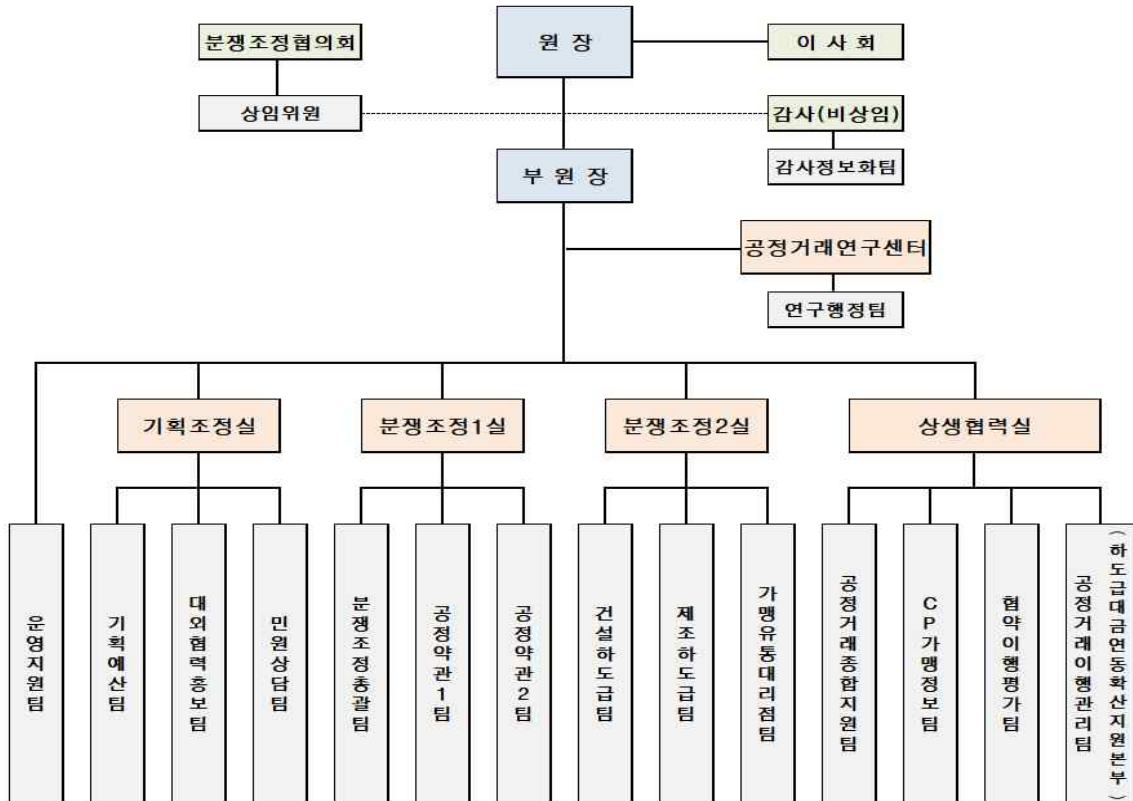 분쟁조정협의회
원 장
이 사 회
상임위원
감사(비상임)
부 원 장
감사정보화팀
공정거래연구센터
연구행정팀
기획조정실
분쟁조정1실
분쟁조정2실
상생협력실
운영지원팀
기획예산팀
대외협력홍보팀
민원상담팀
분쟁조정총괄팀
공정약관1팀
공정약관2팀
건설하도급팀
제조하도급팀
가맹유통대리점팀
공정거래종합지원팀
CP가맹정보팀
협약이행평가팀
공정거래이행관리팀
(하도급대금연동확산지원본부)